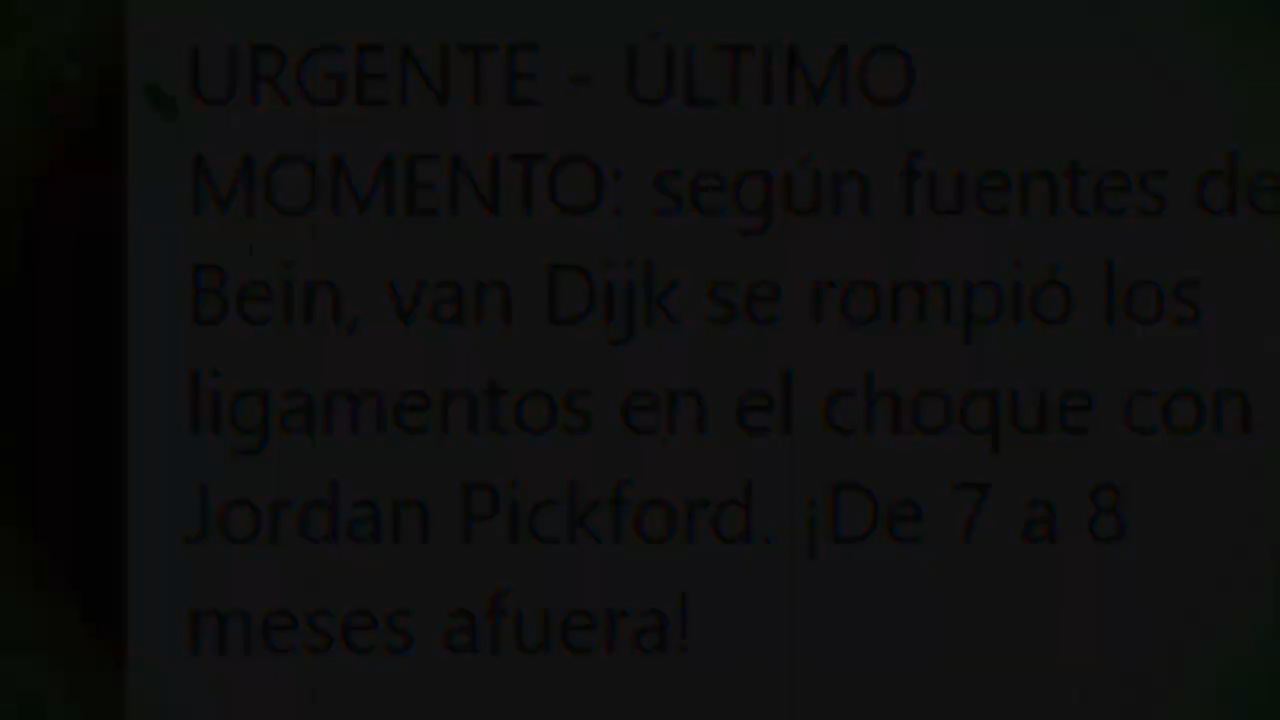 URGENTE - ÚLTIMO
MOMENTO: según fuentes de
Bein, van Dijk se rompió los
ligamentos en el choque con
Jordan Pickford. ¡De 7 a 8
meses afuera!